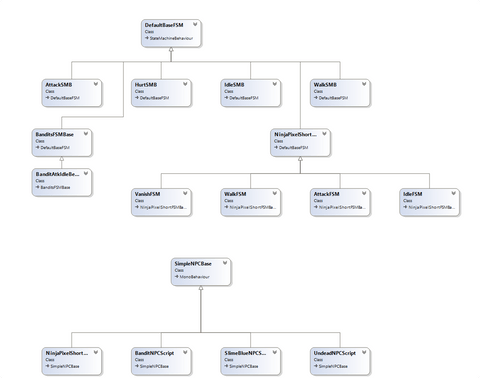 DefaultBaseFSM
Class
→ StateMachineBehaviour
AttackSMB
Class
→ DefaultBaseFSM
HurtSMB
Class
→ DefaultBaseFSM
IdleSMB
Class
→ DefaultBaseFSM
WalkSMB
Class
→ DefaultBaseFSM
BanditsFSMBase
Class
→ DefaultBaseFSM
NinjaPixelShort...
Class
→ DefaultBaseFSM
BanditAtkIdleBe...
Class
→ BanditsFSMBase
VanishFSM
Class
→ NinjaPixelShortFSMBa...
WalkFSM
Class
→ NinjaPixelShortFSMBa...
AttackFSM
Class
→ NinjaPixelShortFSMBa...
IdleFSM
Class
→ NinjaPixelShortFSMBa...
SimpleNPCBase
Class
→ MonoBehaviour
NinjaPixelShort...
Class
→ SimpleNPCBase
BanditNPCScript
Class
→ SimpleNPCBase
SlimeBlueNPCS...
Class
→ SimpleNPCBase
UndeadNPCScript
Class
→ SimpleNPCBase